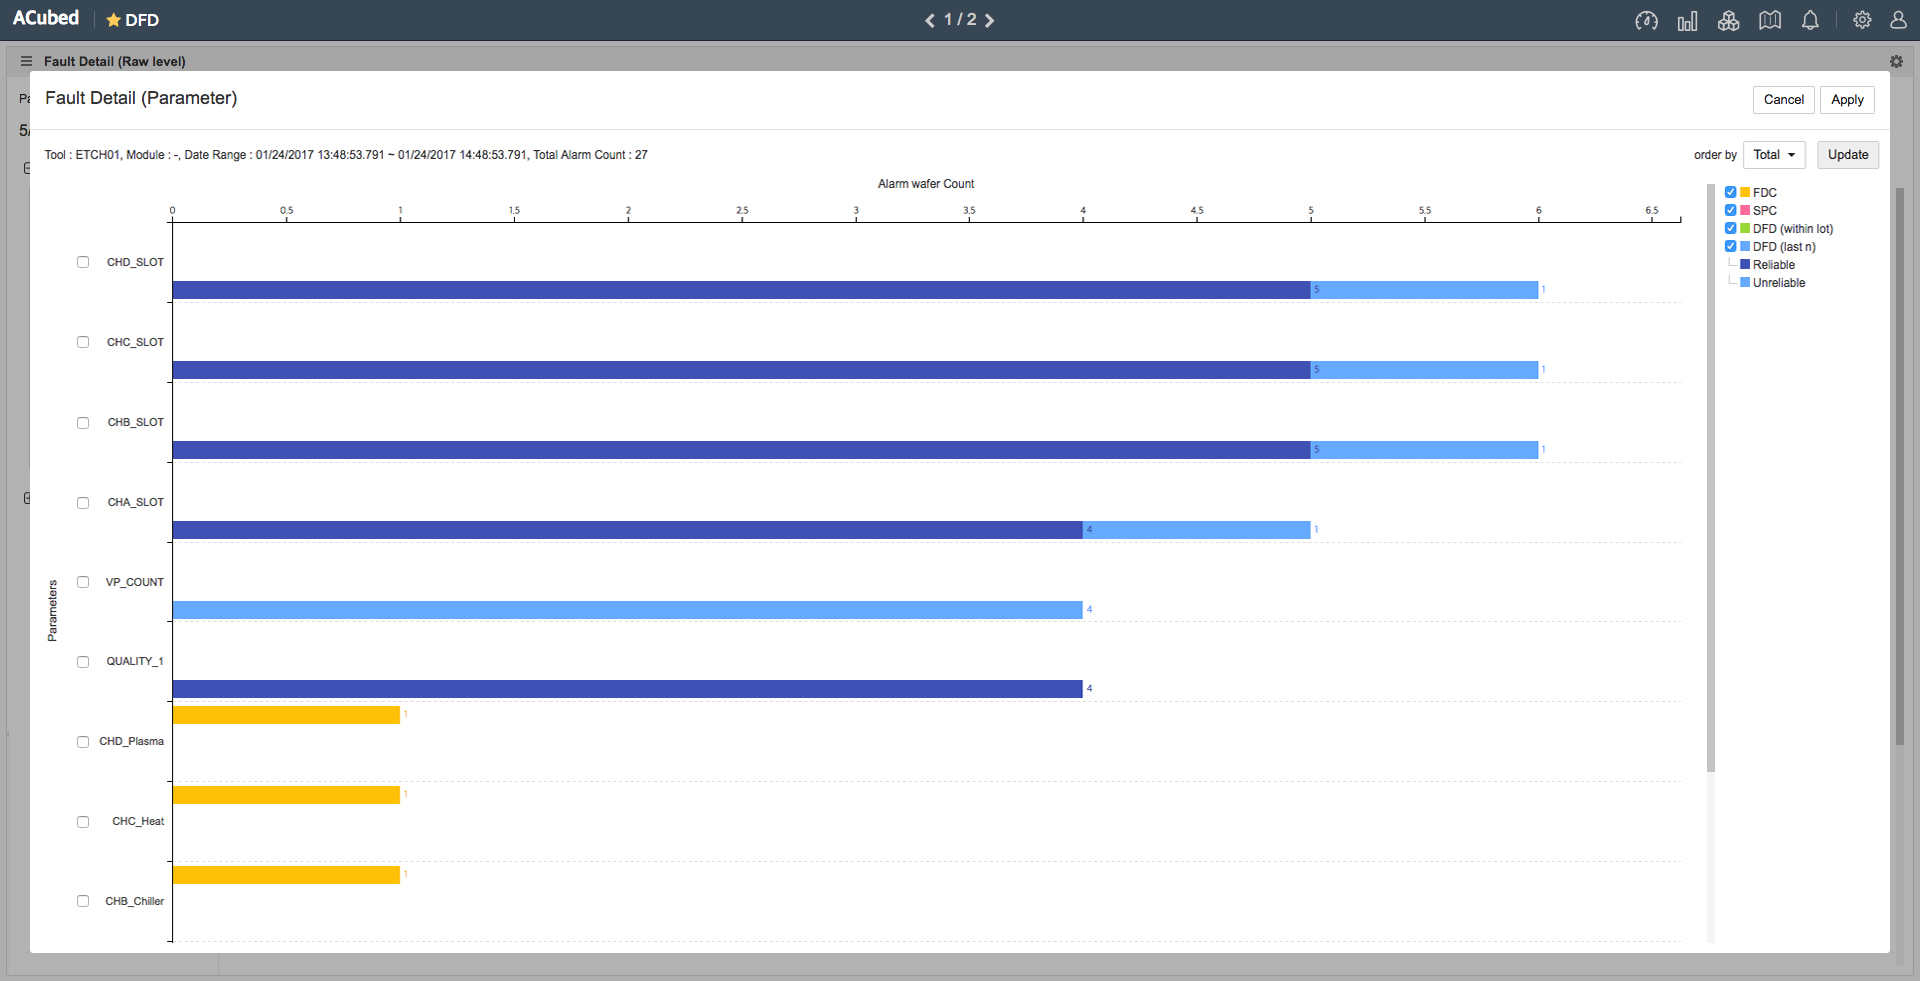 ACubed
DFD
1 / 2
Fault Detail (Raw level)
Pa
5/
Fault Detail (Parameter)
Cancel
Apply
Tool : ETCH01, Module : -, Date Range : 01/24/2017 13:48:53.791 ~ 01/24/2017 14:48:53.791, Total Alarm Count : 27
order by
Total
Update
Alarm wafer Count
0 0.5 1 1.5 2 2.5 3 3.5 4 4.5 5 5.5 6 6.5
FDC
SPC
DFD (within lot)
DFD (last n)
Reliable
Unreliable
CHD_SLOT
5 1
CHC_SLOT
5 1
CHB_SLOT
5 1
CHA_SLOT
4 1
Parameters
VP_COUNT
4
QUALITY_1
4
1
CHD_Plasma
1
CHC_Heat
1
CHB_Chiller